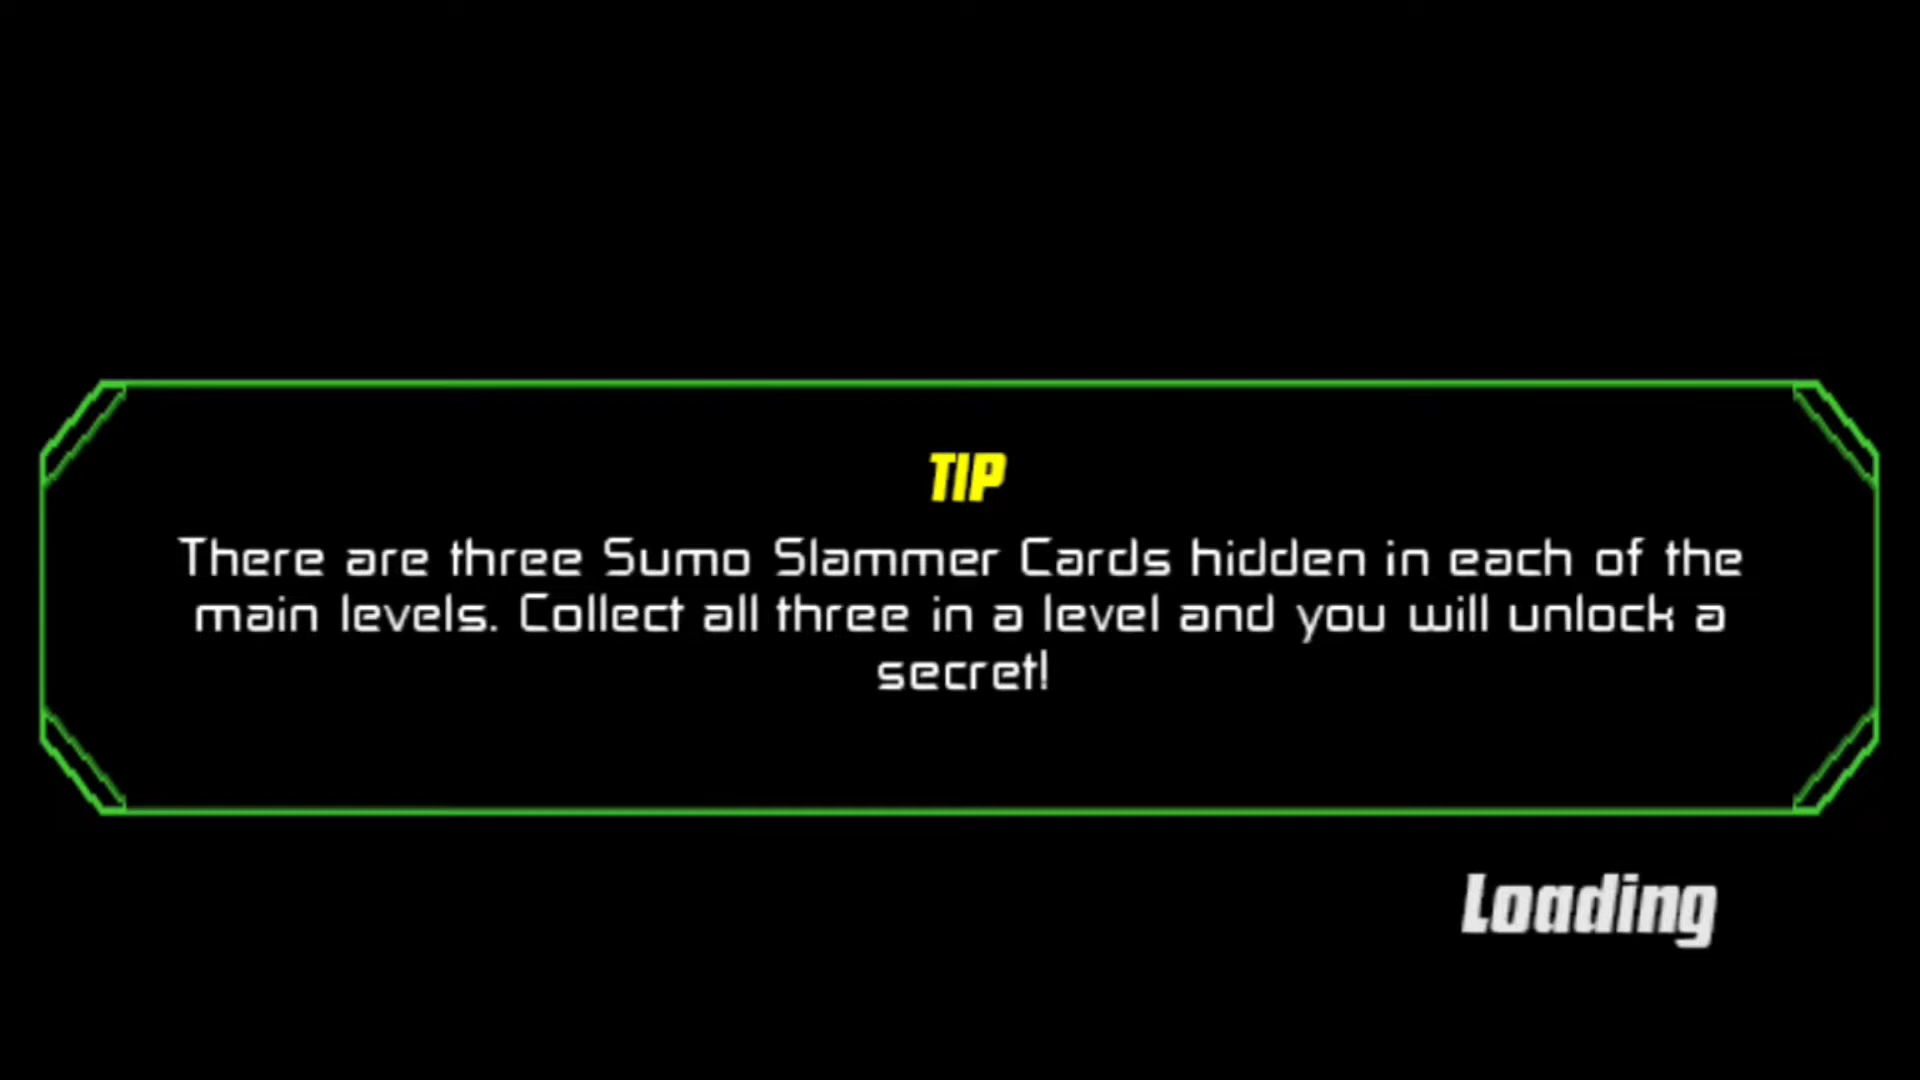 TIP
There are three Sumo Slammer Cards hidden in each of the
main levels. Collect all three in a level and you will unlock a
secret!
Loading